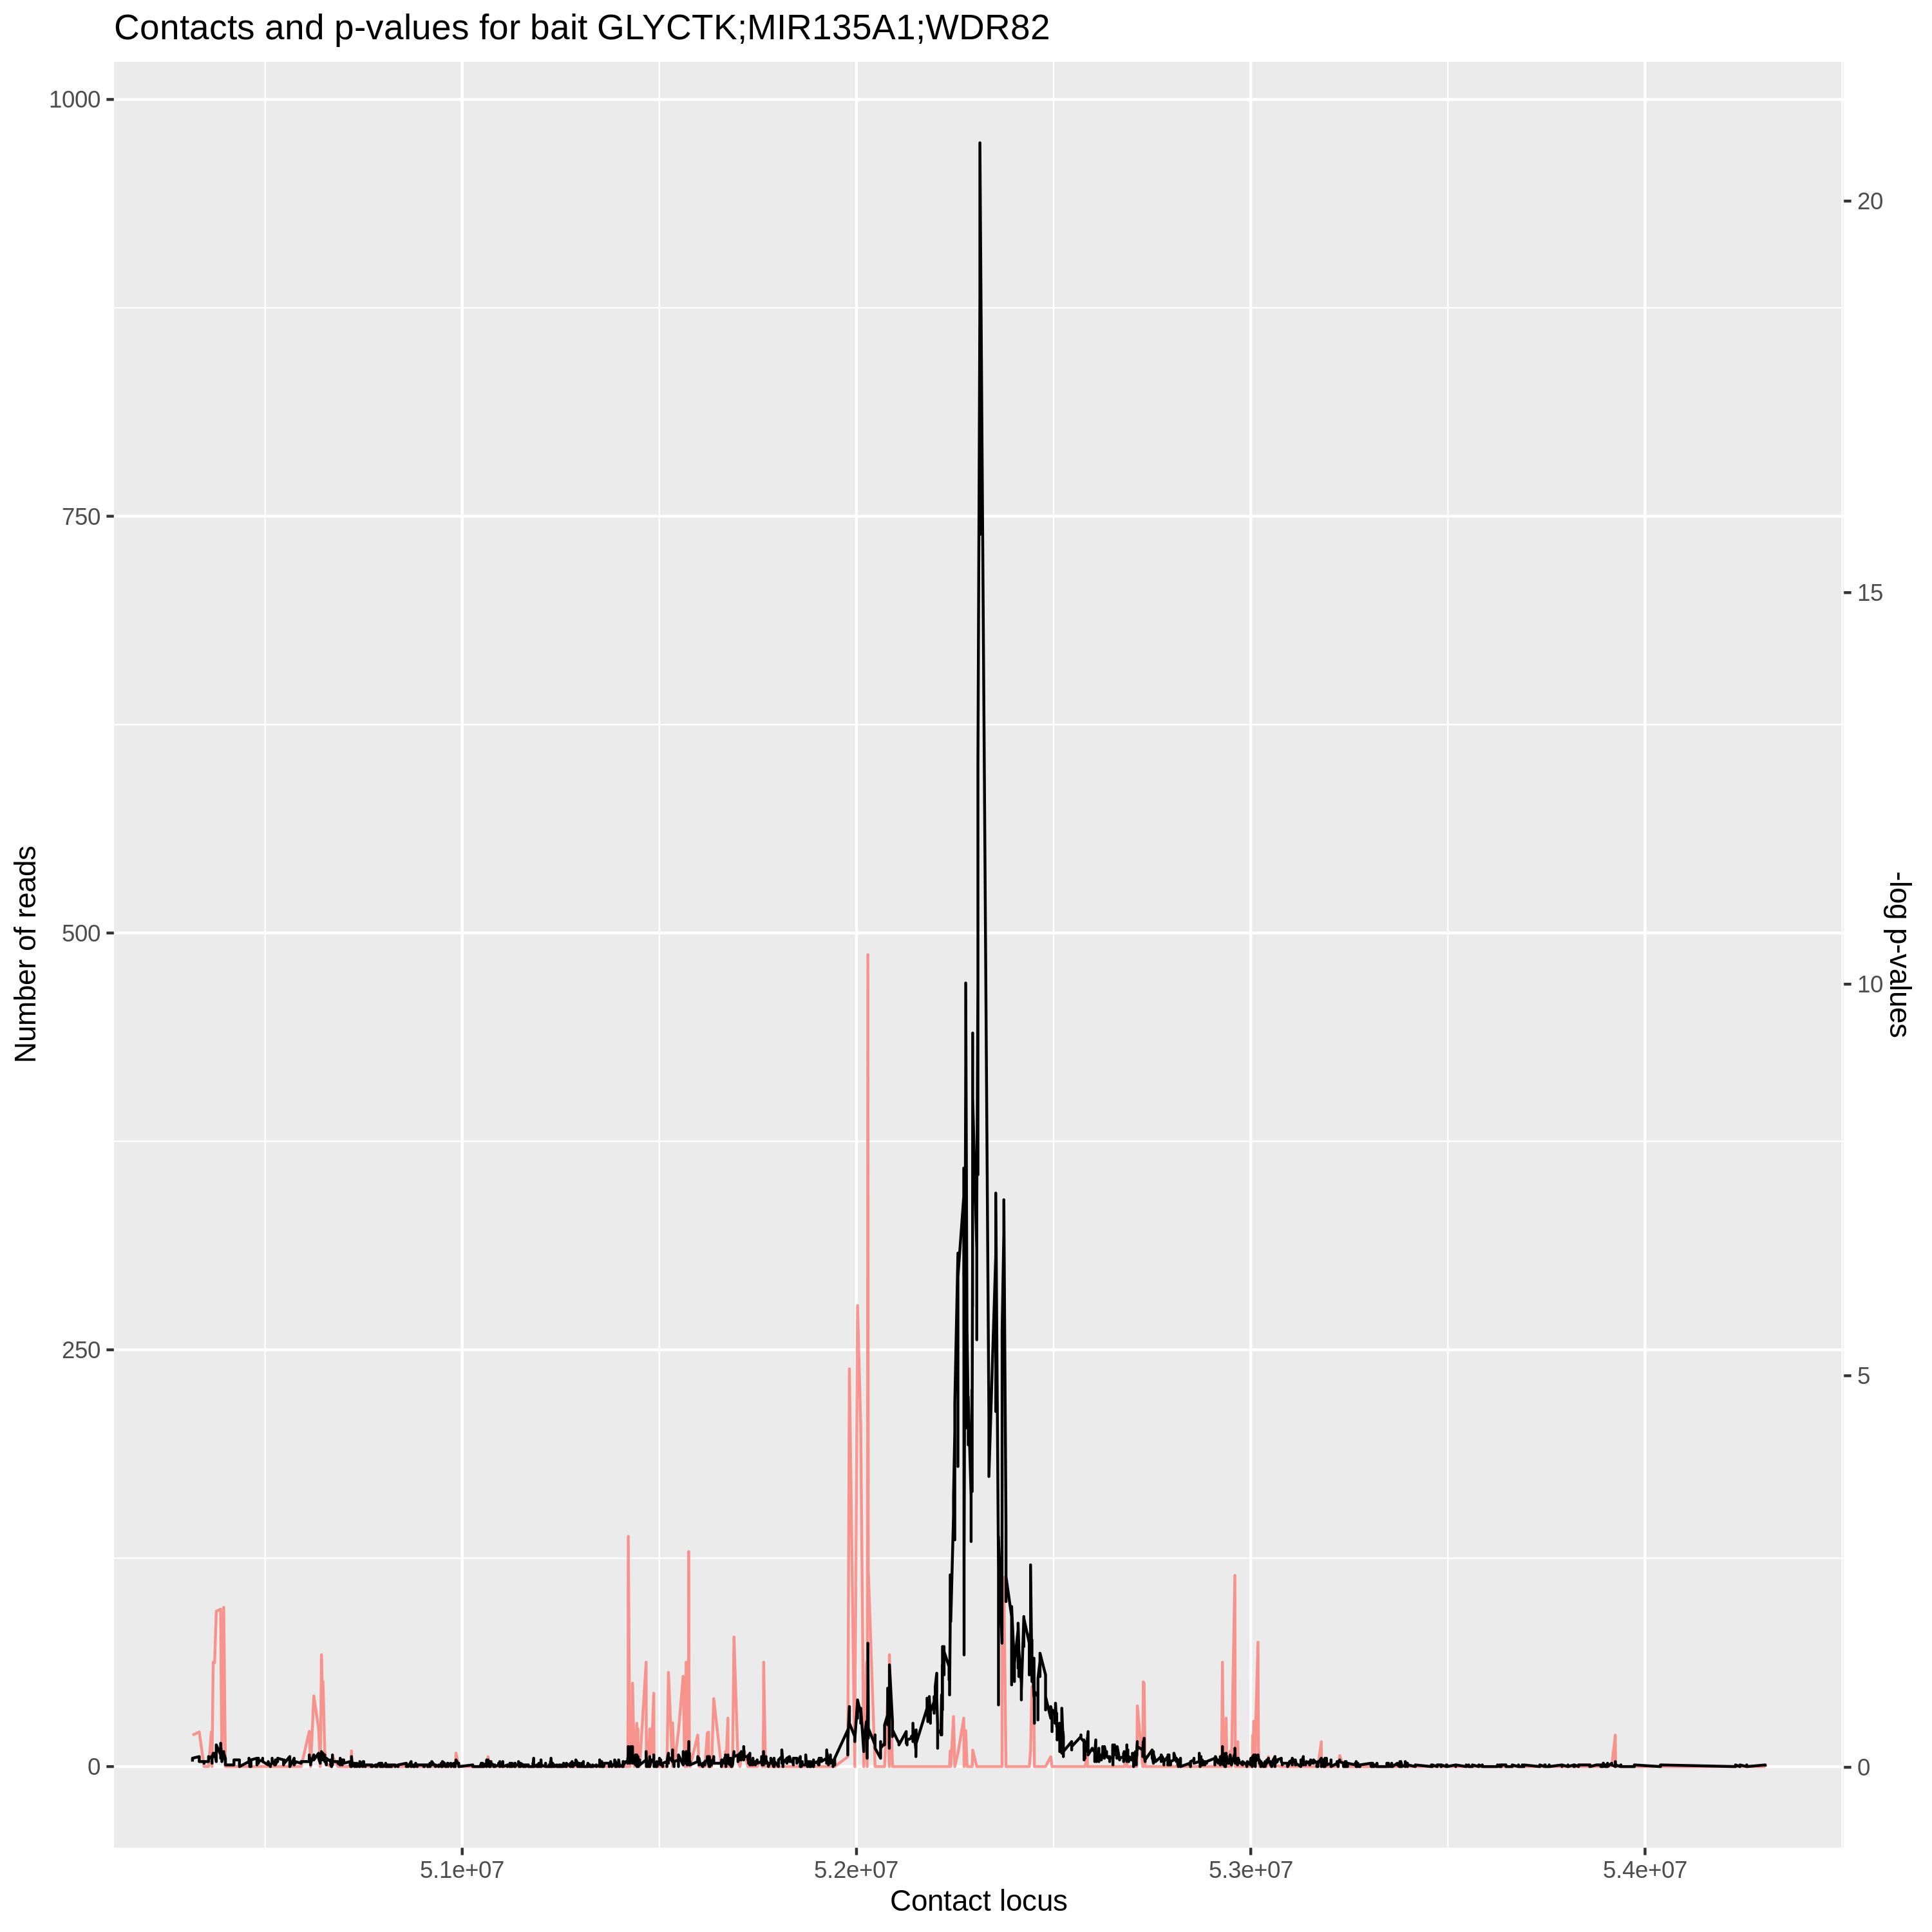 Contacts and p-values for bait GLYCTK;MIR135A1;WDR82
1000
750
500
250
0
Number of reads
20
15
10
5
0
-log p-values
5.1e+07
5.2e+07
5.3e+07
5.4e+07
Contact locus